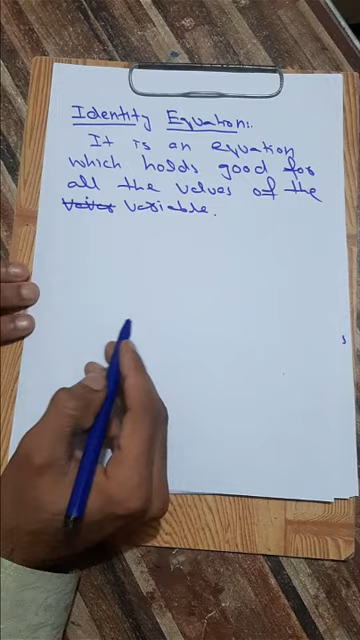 Identity Equation:.
It is an equation
which holds good for
all the values of the
variable.